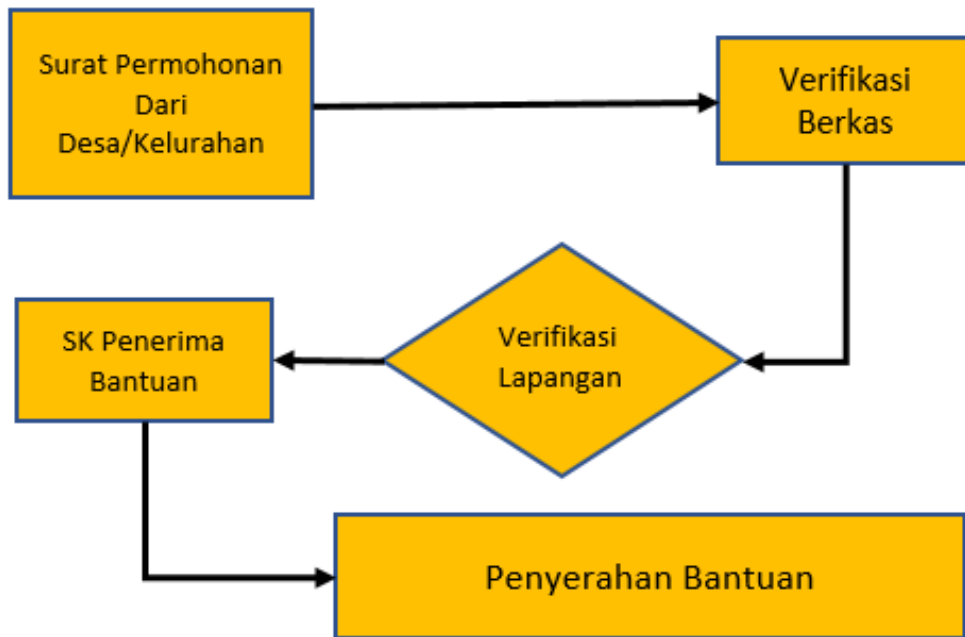 Surat Permohonan
Dari
Desa/Kelurahan
Verifikasi
Berkas
Verifikasi
Lapangan
SK Penerima
Bantuan
Penyerahan Bantuan